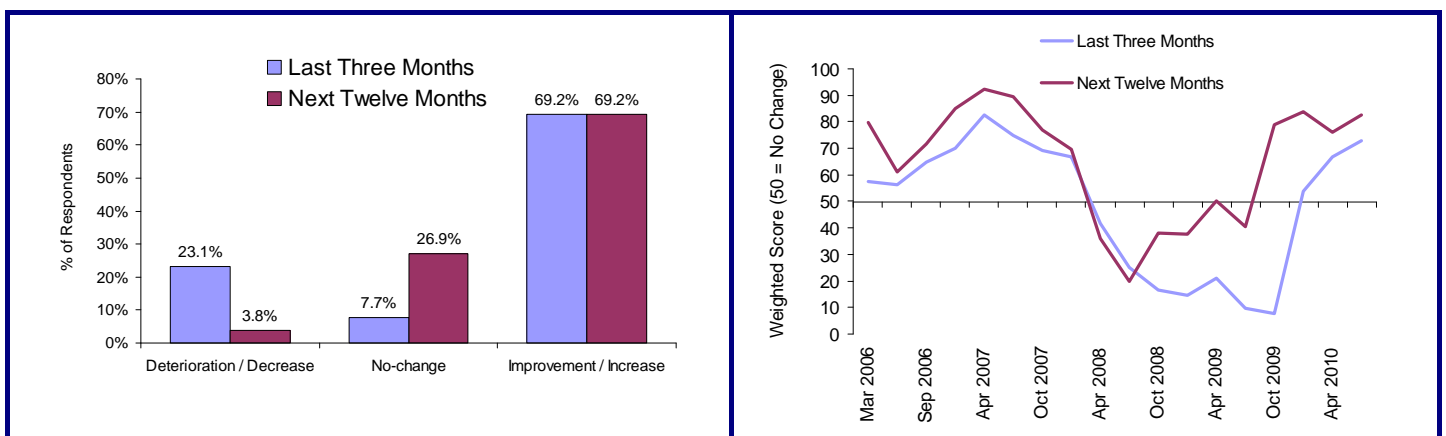 Last Three Months
Next Twelve Months
80%
70%
60%
50%
40%
30%
20%
10%
0%
% of Respondents
23.1%
3.8%
7.7%
26.9%
69.2% 69.2%
Deterioration / Decrease No-change Improvement / Increase
Last Three Months
Next Twelve Months
Weighted Score (50 = No Change)
100
90
80
70
60
50
40
30
20
10
0
Mar 2006
Sep 2006
Apr 2007
Oct 2007
Apr 2008
Oct 2008
Apr 2009
Oct 2009
Apr 2010